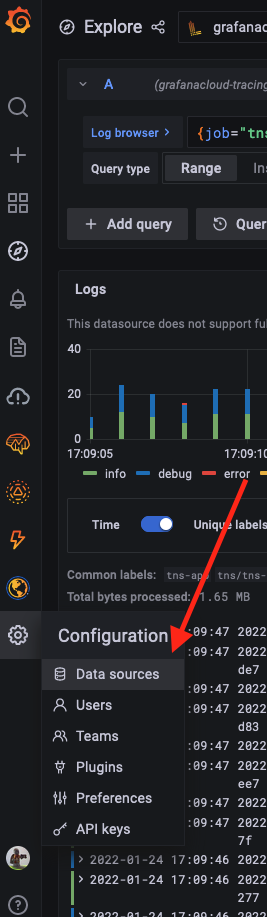 Explore
grafanaclo
A
(grafanacloud-tracing
Log browser >
{job="tns
Query type
Range
Ins
+ Add query
Quer
Logs
This datasource does not support ful
40
20
0
17:09:05
17:09:10
info
debug
error
Time
Unique labels
Common labels: tns-app tns/tns-
Total bytes processed: 1.65 MB
Configuration
Data sources
Users
Teams
Plugins
Preferences
API keys
:09:47 2022
de7
:09:47 2022
:09:47 2022
d83
:09:47 2022
:09:47 2022
ee7
:09:47 2022
:09:46 2022
7f
> 2022-01-24 17:09:46 2022
> 2022-01-24 17:09:46 2022
277
> 2022-01-24 17:09:46 2022